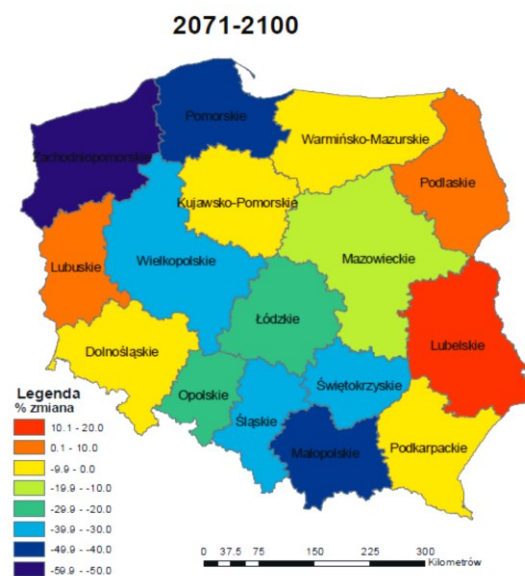 2071-2100
Pomorskie
Zachodniopomorskie
Warmińsko-Mazurskie
Podlaskie
Kujawsko-Pomorskie
Wielkopolskie
Mazowieckie
Lubuskie
Łódzkie
Lubelskie
Dolnośląskie
Opolskie
Śląskie
Świętokrzyskie
Małopolskie
Podkarpackie
Legenda
% zmiana
10.1 - 20.0
0.1 - 10.0
-9.9 - 0.0
-19.9 - -10.0
-29.9 - -20.0
-39.9 - -30.0
-49.9 - -40.0
-59.9 - -50.0
0 37.5 75 150 225 300
Kilometrów